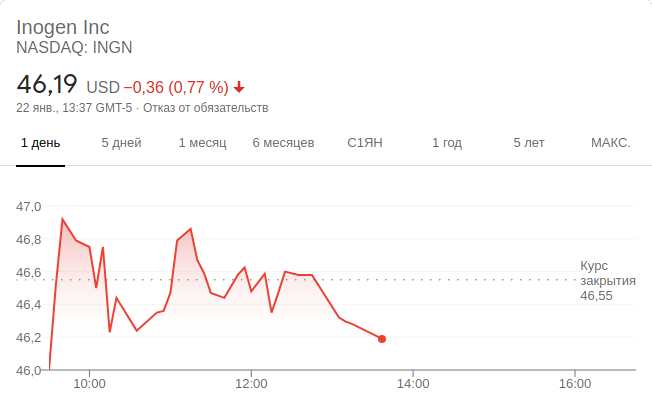 Inogen Inc
NASDAQ: INGN
46,19 USD −0,36 (0,77 %)
22 янв., 13:37 GMT-5 · Отказ от обязательств
1 день 5 дней 1 месяц 6 месяцев С1ЯН 1 год 5 лет МАКС.
47,0
46,8
46,6
46,4
46,2
46,0
Курс
закрытия
46,55
10:00 12:00 14:00 16:00